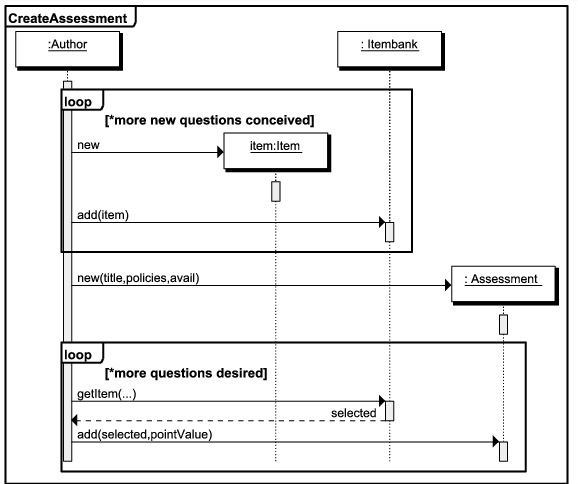 CreateAssessment
:Author
: Itembank
loop
[*more new questions conceived]
new
item:Item
add(item)
new(title,policies,avail)
: Assessment
loop
[*more questions desired]
getItem(...)
selected
add(selected,pointValue)